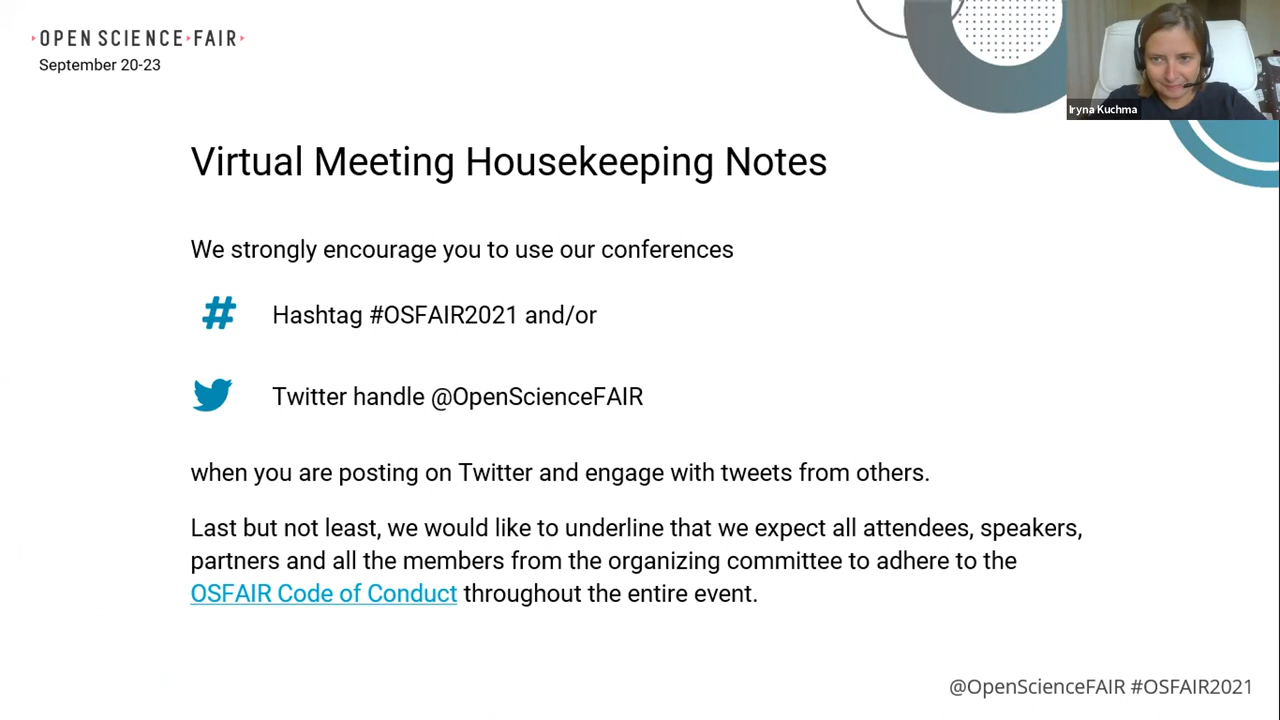 OPEN SCIENCE FAIR
September 20-23
Iryna Kuchma
Virtual Meeting Housekeeping Notes
We strongly encourage you to use our conferences
Hashtag #OSFAIR2021 and/or
Twitter handle @OpenScienceFAIR
when you are posting on Twitter and engage with tweets from others.
Last but not least, we would like to underline that we expect all attendees, speakers,
partners and all the members from the organizing committee to adhere to the
OSFAIR Code of Conduct throughout the entire event.
@OpenScienceFAIR #OSFAIR2021